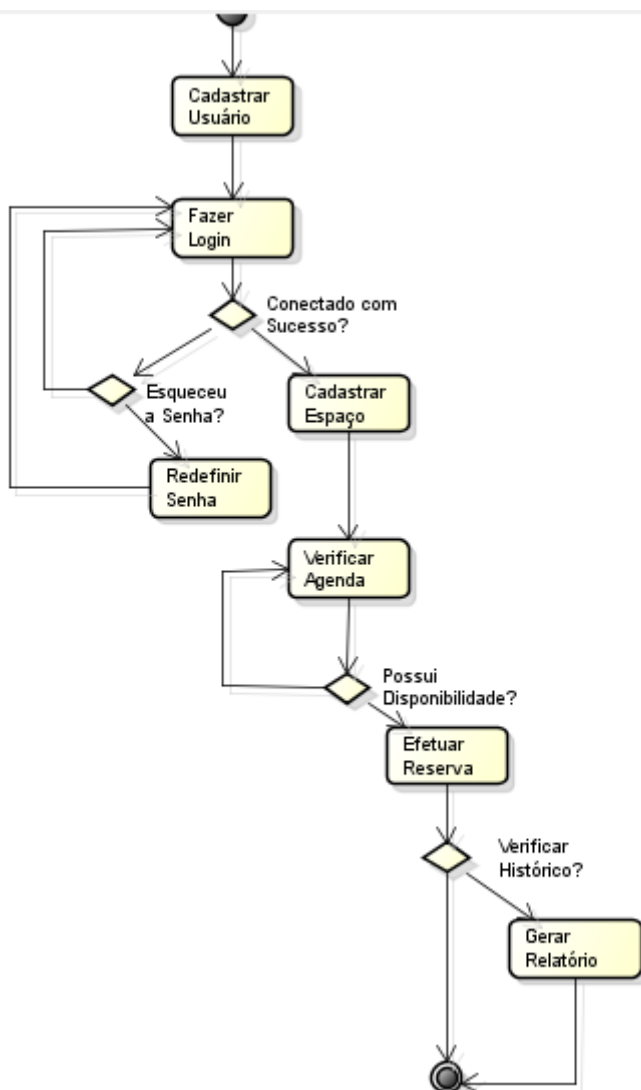 Cadastrar
Usuário
Fazer
Login
Conectado com
Sucesso?
Esqueceu
a Senha?
Cadastrar
Espaço
Redefinir
Senha
Verificar
Agenda
Possui
Disponibilidade?
Efetuar
Reserva
Verificar
Histórico?
Gerar
Relatório